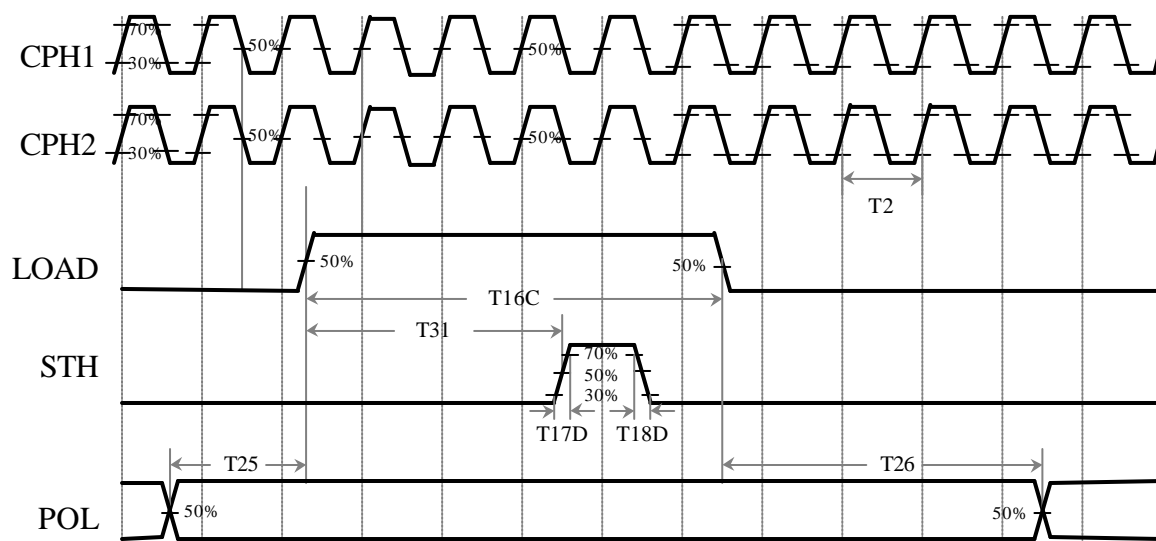 70%
CPH1 50% 50%
30%
70%
CPH2 50% 50%
30%
T2
LOAD 50% 50%
T16C
T31
STH 70%
50%
30%
T17D T18D
T25 T26
POL 50% 50%